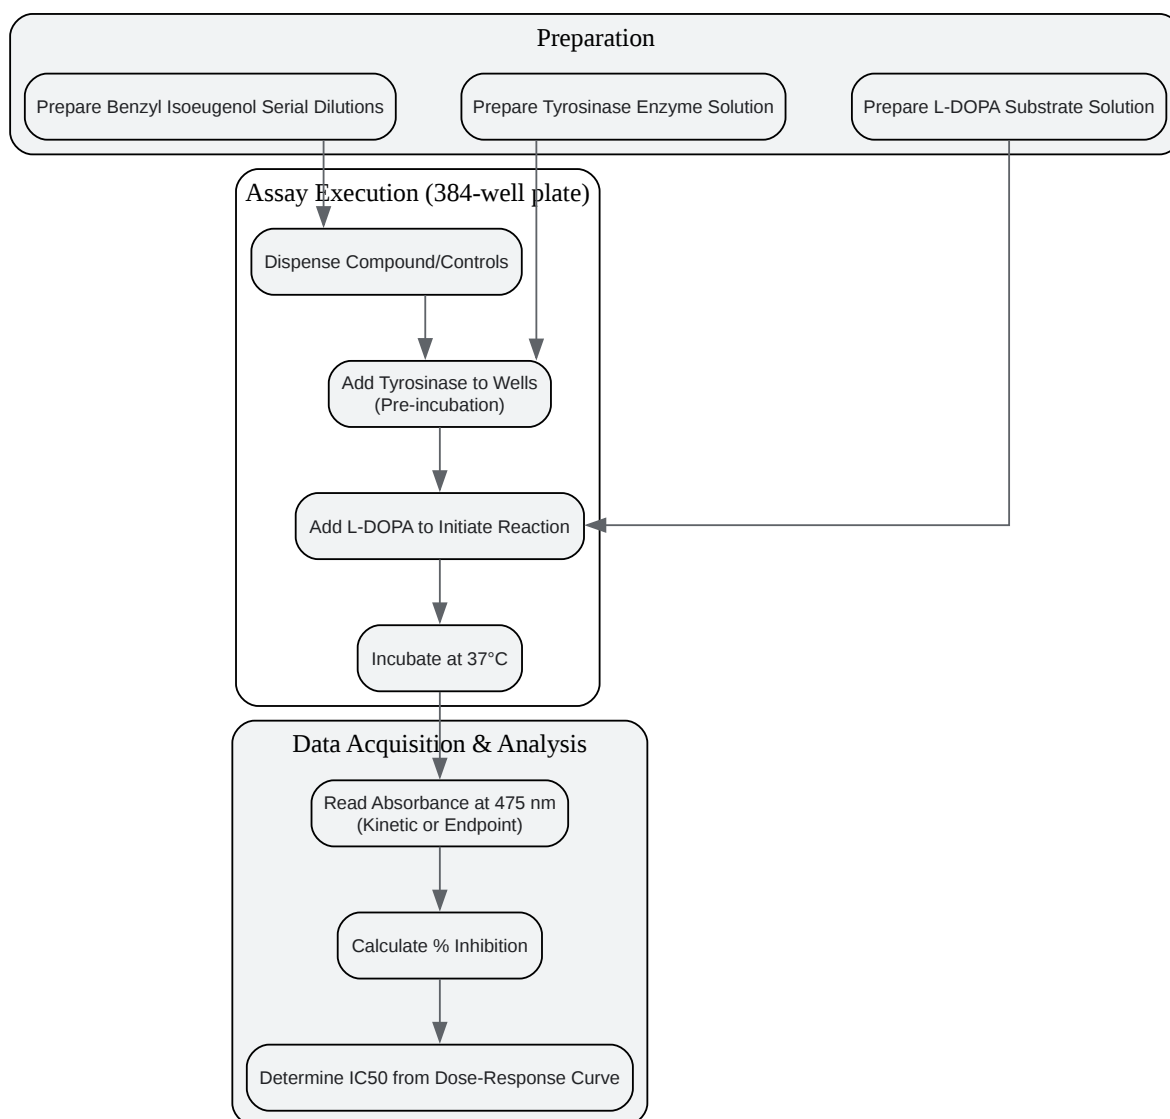 Preparation
Prepare Benzyl Isoeugenol Serial Dilutions
Prepare Tyrosinase Enzyme Solution
Prepare L-DOPA Substrate Solution
Assay Execution (384-well plate)
Dispense Compound/Controls
Add Tyrosinase to Wells
(Pre-incubation)
Add L-DOPA to Initiate Reaction
Incubate at 37°C
Data Acquisition & Analysis
Read Absorbance at 475 nm
(Kinetic or Endpoint)
Calculate % Inhibition
Determine IC50 from Dose-Response Curve